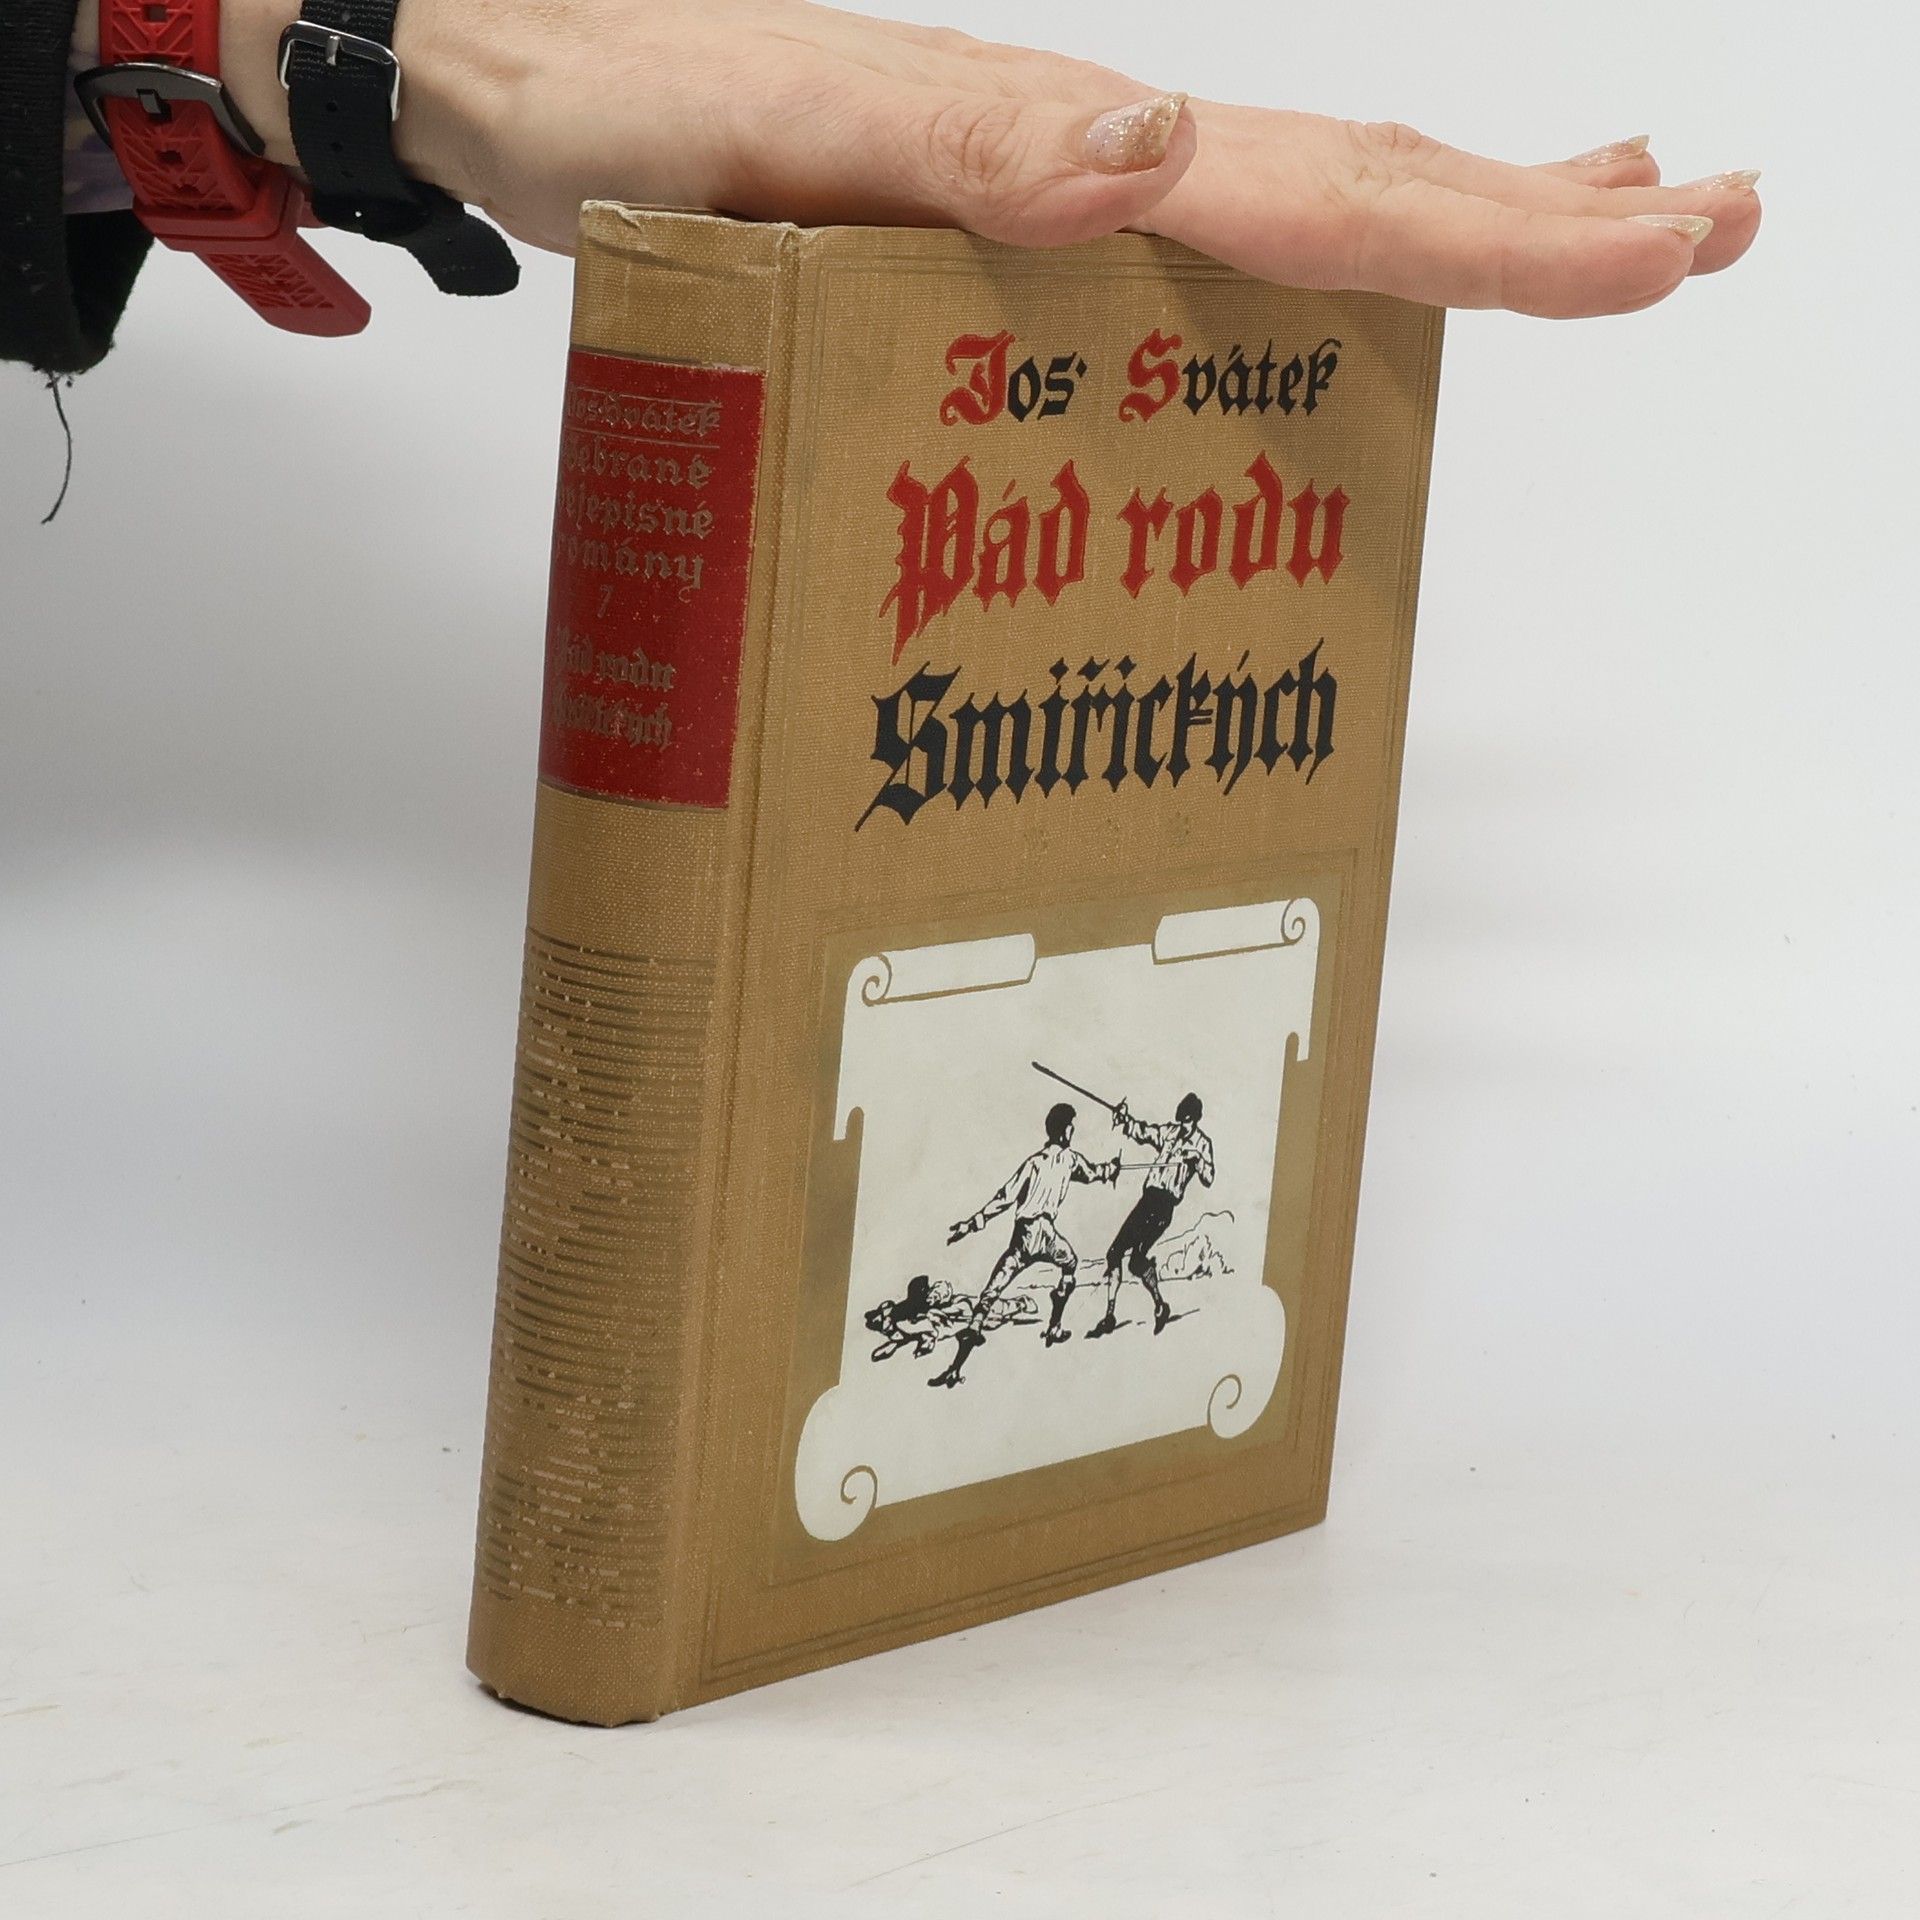 Jos. Svátek
Pád rodu
Smiřických
Jos. Svátek
Sebrané
dějepisné
romány
7
Pád rodu
Smiřických